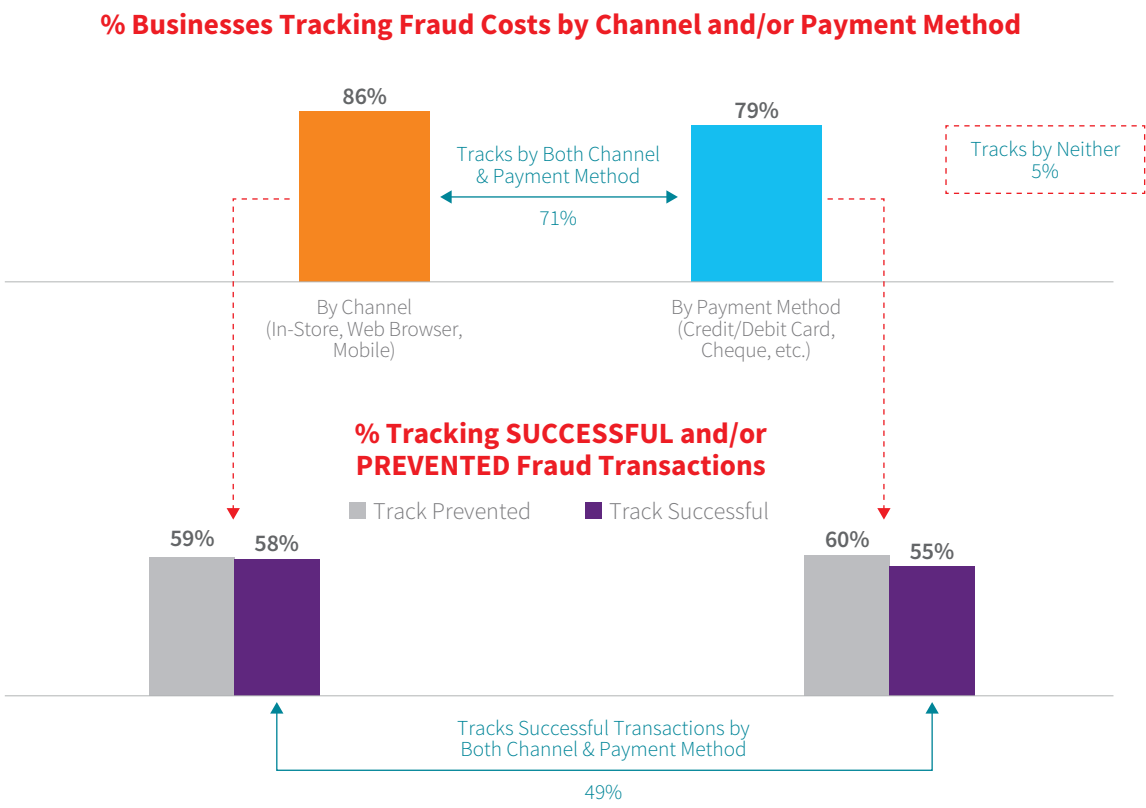 % Businesses Tracking Fraud Costs by Channel and/or Payment Method
86%
79%
Tracks by Both Channel
& Payment Method
71%
Tracks by Neither
5%
By Channel
(In-Store, Web Browser,
Mobile)
By Payment Method
(Credit/Debit Card,
Cheque, etc.)
% Tracking SUCCESSFUL and/or
PREVENTED Fraud Transactions
Track Prevented
Track Successful
59%
58%
60%
55%
Tracks Successful Transactions by
Both Channel & Payment Method
49%